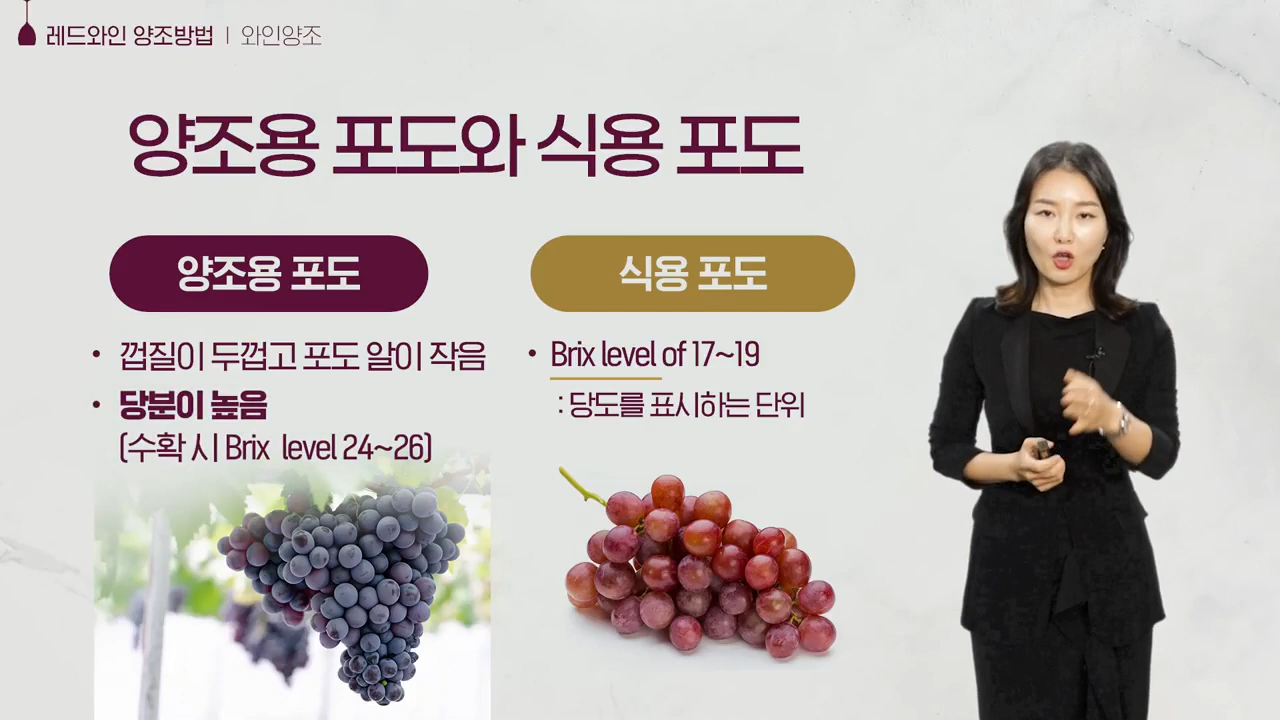 레드와인 양조방법 | 와인양조
양조용 포도와 식용 포도
양조용 포도
• 껍질이 두껍고 포도 알이 작음
• 당분이 높음
(수확 시 Brix level 24~26)
식용 포도
• Brix level of 17~19
: 당도를 표시하는 단위